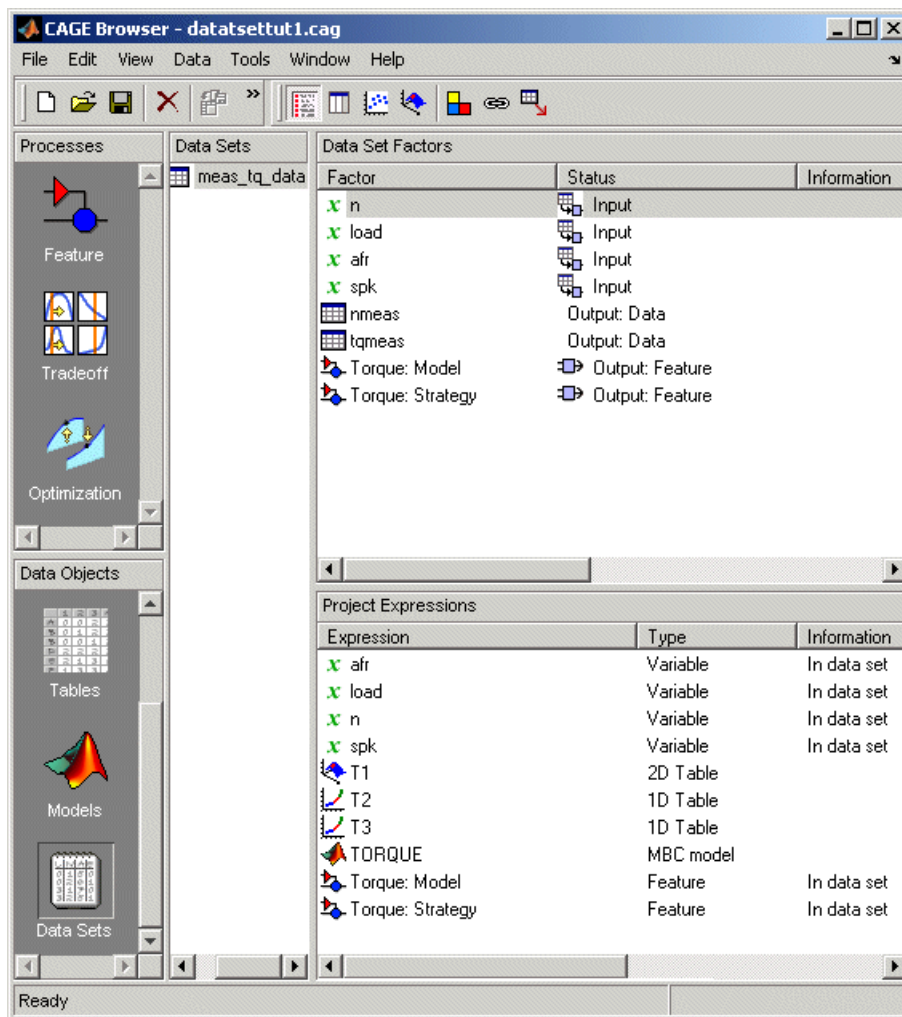 CAGE Browser - datatsettut1.cag
File Edit View Data Tools Window Help
Processes
Feature
Tradeoff
Optimization
Data Objects
Tables
Models
Data Sets
Data Sets
meas_tq_data
Data Set Factors
Factor Status Information
n Input
load Input
afr Input
spk Input
nmeas Output: Data
tqmeas Output: Data
Torque: Model Output: Feature
Torque: Strategy Output: Feature
Project Expressions
Expression Type Information
afr Variable In data set
load Variable In data set
n Variable In data set
spk Variable In data set
T1 2D Table
T2 1D Table
T3 1D Table
TORQUE MBC model
Torque: Model Feature In data set
Torque: Strategy Feature In data set
Ready